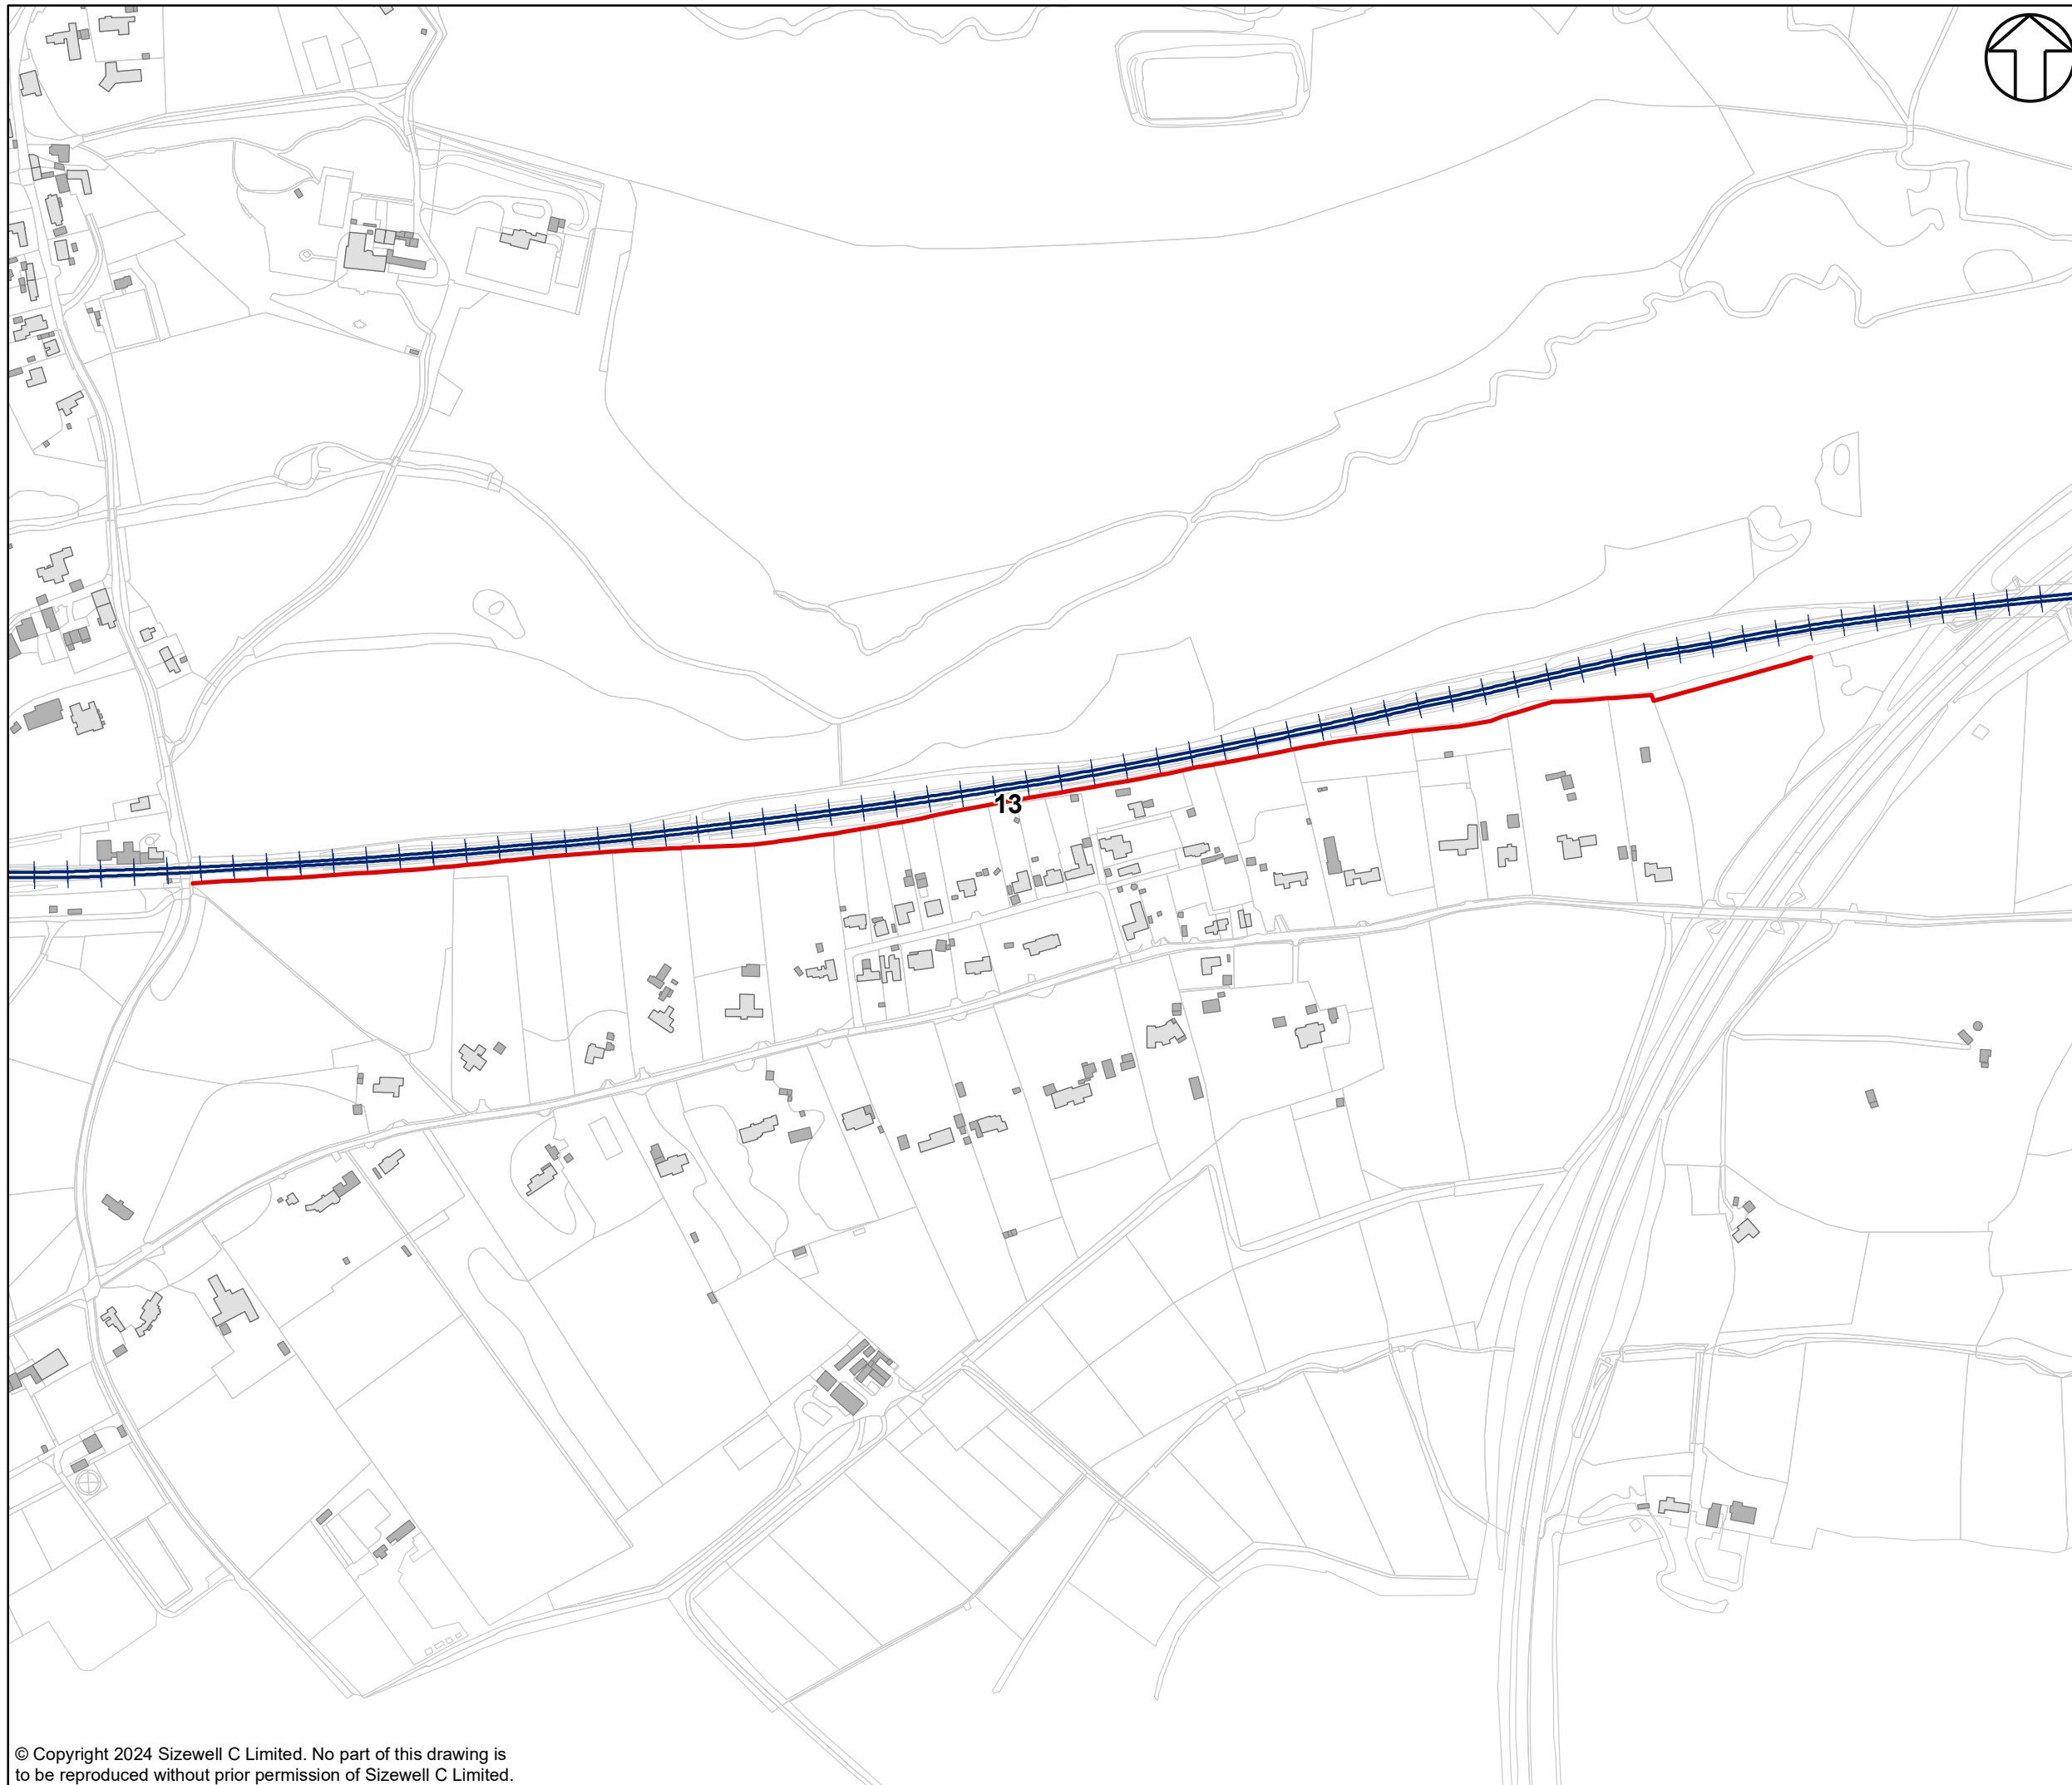 13
© Copyright 2024 Sizewell C Limited. No part of this drawing is
to be reproduced without prior permission of Sizewell C Limited.